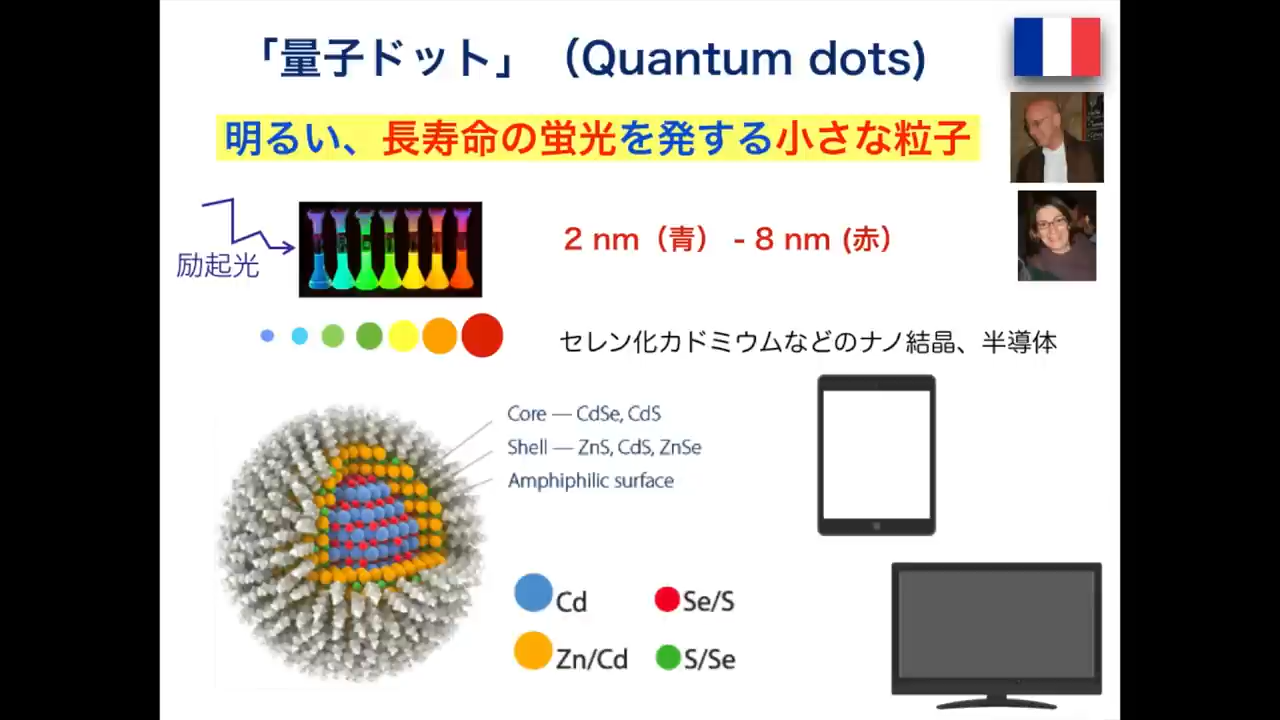 「量子ドット」（Quantum dots)
明るい、長寿命の蛍光を発する小さな粒子
励起光
2 nm（青） - 8 nm (赤）
セレン化カドミウムなどのナノ結晶、半導体
Core — CdSe, CdS
Shell — ZnS, CdS, ZnSe
Amphiphilic surface
Cd
Se/S
Zn/Cd
S/Se